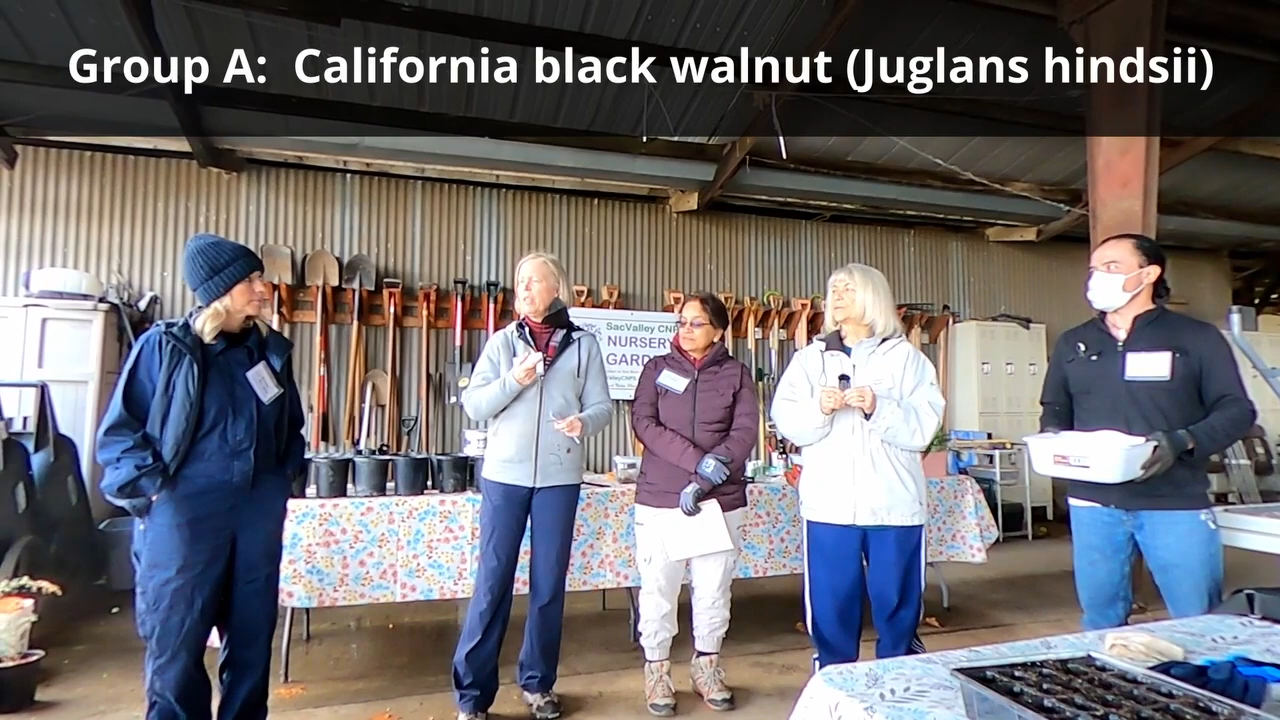 Group A: California black walnut (Juglans hindsii)
SacValley CNPS
NURSERY
GARDE